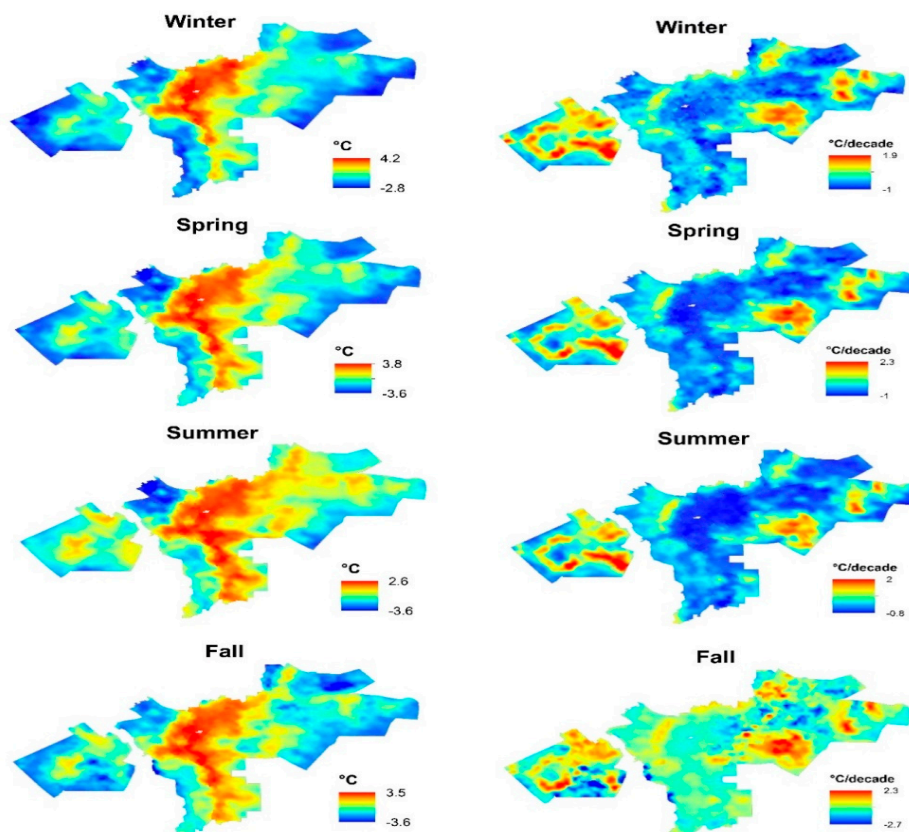 Winter
°C
4.2
-2.8
Spring
°C
3.8
-3.6
Summer
°C
2.6
-3.6
Fall
°C
3.5
-3.6
Winter
°C/decade
1.9
-1
Spring
°C/decade
2.3
-1
Summer
°C/decade
2
-0.8
Fall
°C/decade
2.3
-2.7